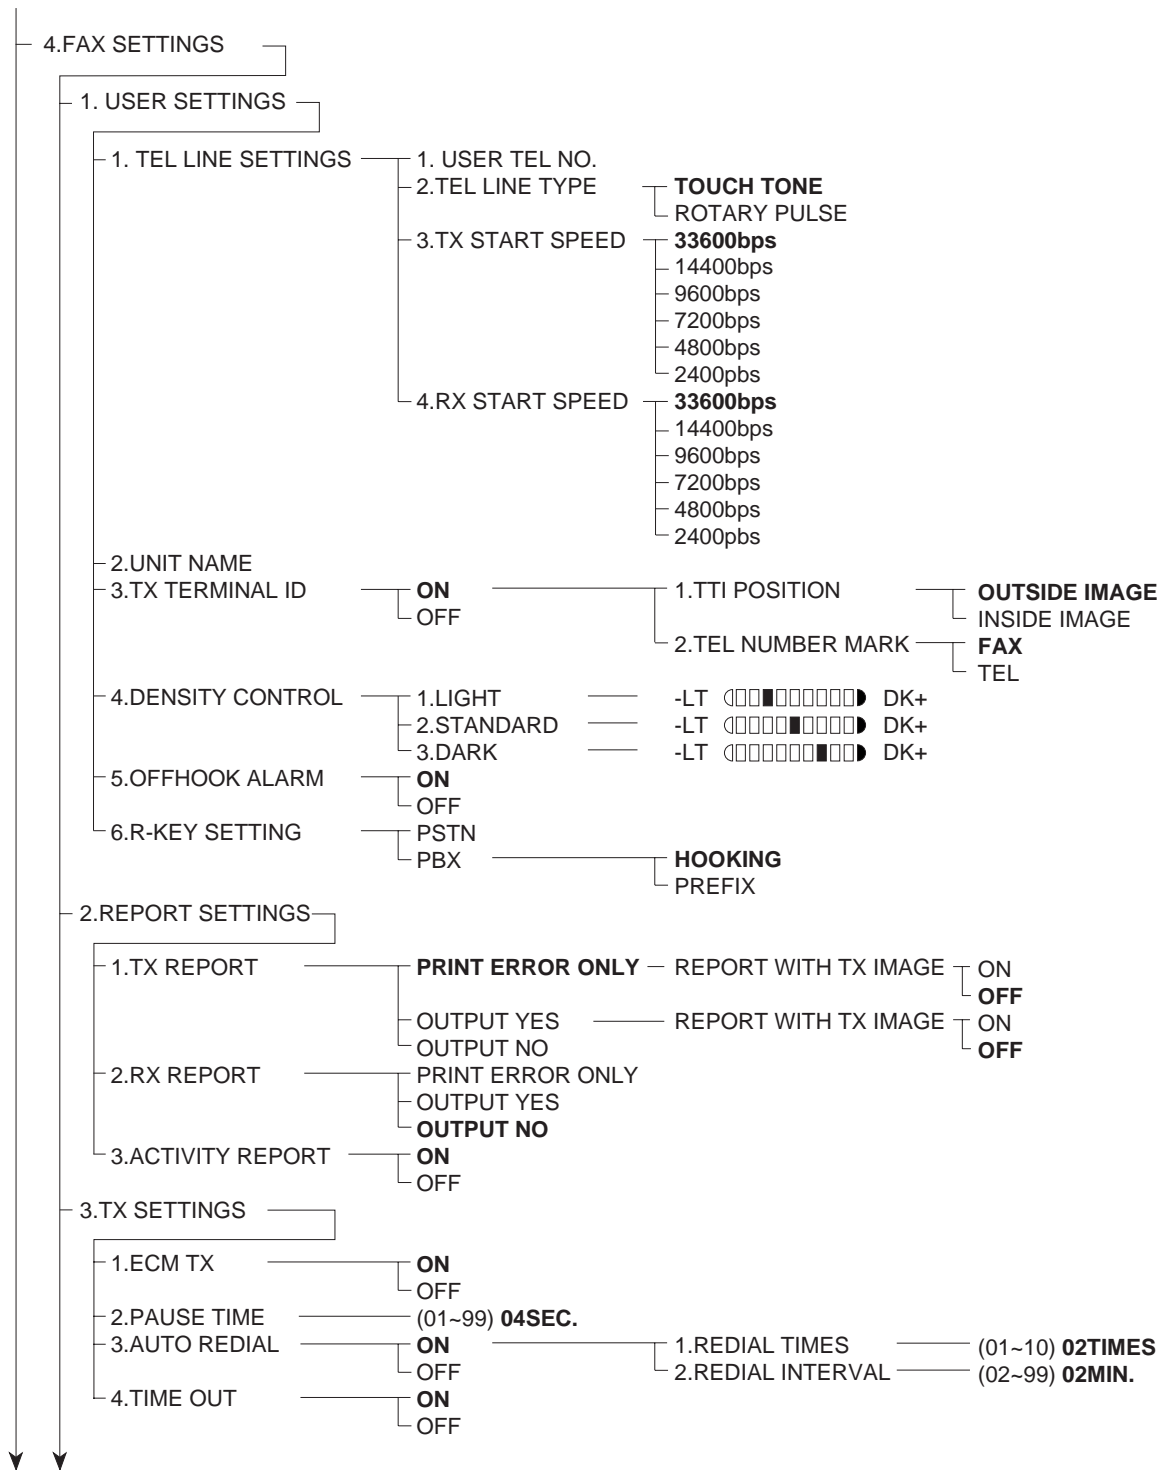 4.FAX SETTINGS
1. USER SETTINGS
1. TEL LINE SETTINGS 1. USER TEL NO.
2.TEL LINE TYPE TOUCH TONE
ROTARY PULSE
3.TX START SPEED 33600bps
14400bps
9600bps
7200bps
4800bps
2400pbs
4.RX START SPEED 33600bps
14400bps
9600bps
7200bps
4800bps
2400pbs
2.UNIT NAME
3.TX TERMINAL ID ON 1.TTI POSITION OUTSIDE IMAGE
OFF INSIDE IMAGE
2.TEL NUMBER MARK FAX
TEL
4.DENSITY CONTROL 1.LIGHT -LT DK+
2.STANDARD -LT DK+
3.DARK -LT DK+
5.OFFHOOK ALARM ON
OFF
6.R-KEY SETTING PSTN
PBX HOOKING
PREFIX
2.REPORT SETTINGS
1.TX REPORT PRINT ERROR ONLY REPORT WITH TX IMAGE ON
OFF
OUTPUT YES REPORT WITH TX IMAGE ON
OUTPUT NO OFF
2.RX REPORT PRINT ERROR ONLY
OUTPUT YES
OUTPUT NO
3.ACTIVITY REPORT ON
OFF
3.TX SETTINGS
1.ECM TX ON
OFF
2.PAUSE TIME (01~99) 04SEC.
3.AUTO REDIAL ON 1.REDIAL TIMES (01~10) 02TIMES
OFF 2.REDIAL INTERVAL (02~99) 02MIN.
4.TIME OUT ON
OFF